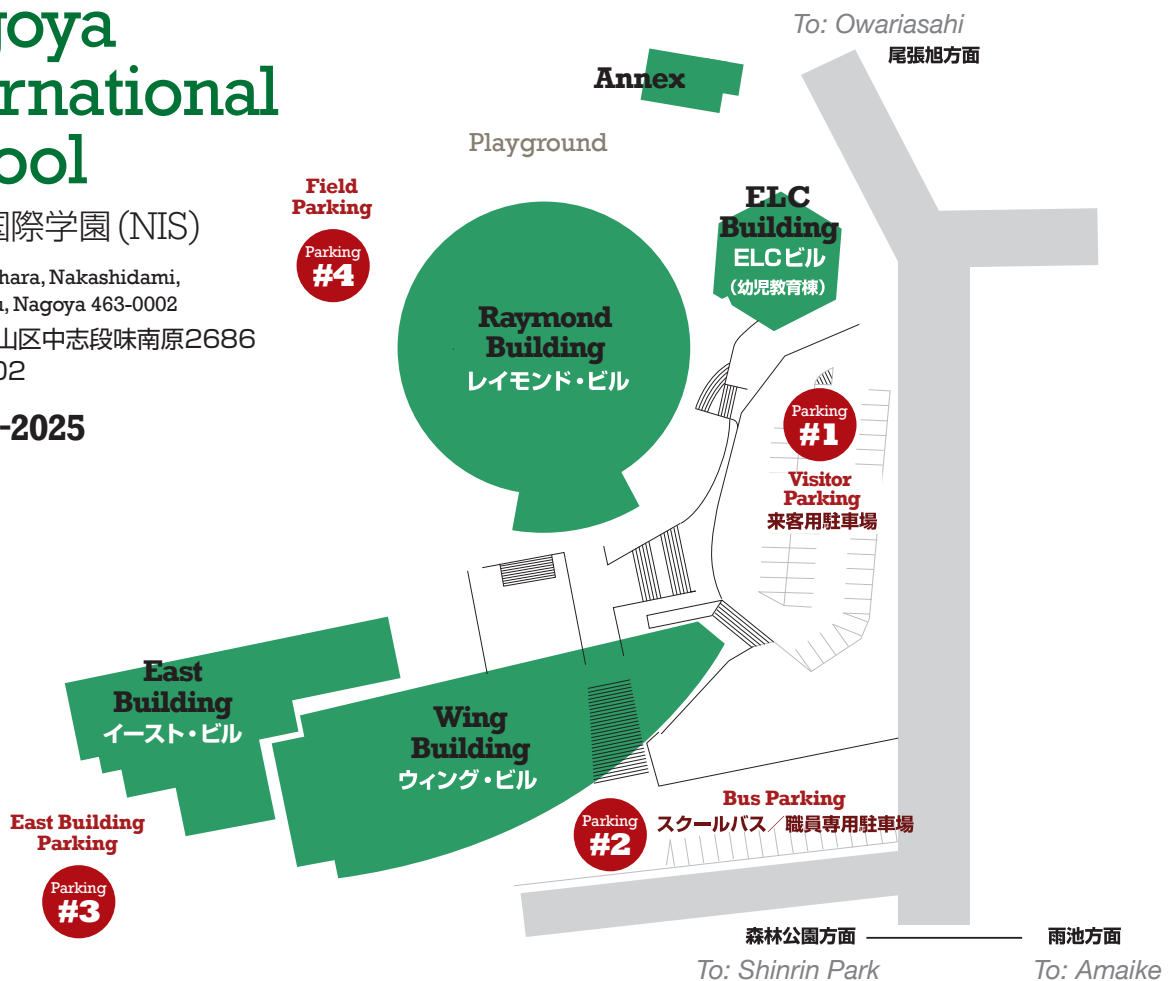 goya
rnational
ool
国際学園(NIS)
hara, Nakashidami,
, Nagoya 463-0002
山区中志段味南原2686
02
-2025
To: Owariasahi
尾張旭方面
Annex
Playground
Field
Parking
Parking
#4
ELC
Building
ELCビル
(幼児教育棟)
Raymond
Building
レイモンド・ビル
Parking
#1
Visitor
Parking
来客用駐車場
East
Building
イースト・ビル
Wing
Building
ウィング・ビル
East Building
Parking
Parking
#3
Parking
#2
Bus Parking
スクールバス/職員専用駐車場
森林公園方面
To: Shinrin Park
雨池方面
To: Amaike